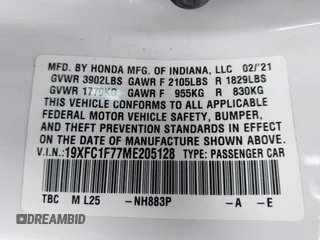 MFD. BY HONDA MFG. OF INDIANA, LLC 02/'21
GVWR 3902LBS GAWR F 2105LBS R 1829LBS
GVWR 1770KG GAWR F 955KG R 830KG
THIS VEHICLE CONFORMS TO ALL APPLICABLE
FEDERAL MOTOR VEHICLE SAFETY, BUMPER,
AND THEFT PREVENTION STANDARDS IN EFFECT ON THE
DATE OF MANUFACTURE SHOWN ABOVE.
V.I.N.:19XFC1F77ME205128 TYPE: PASSENGER CAR
TBC M L25 -NH883P -A -E
DREAMBID